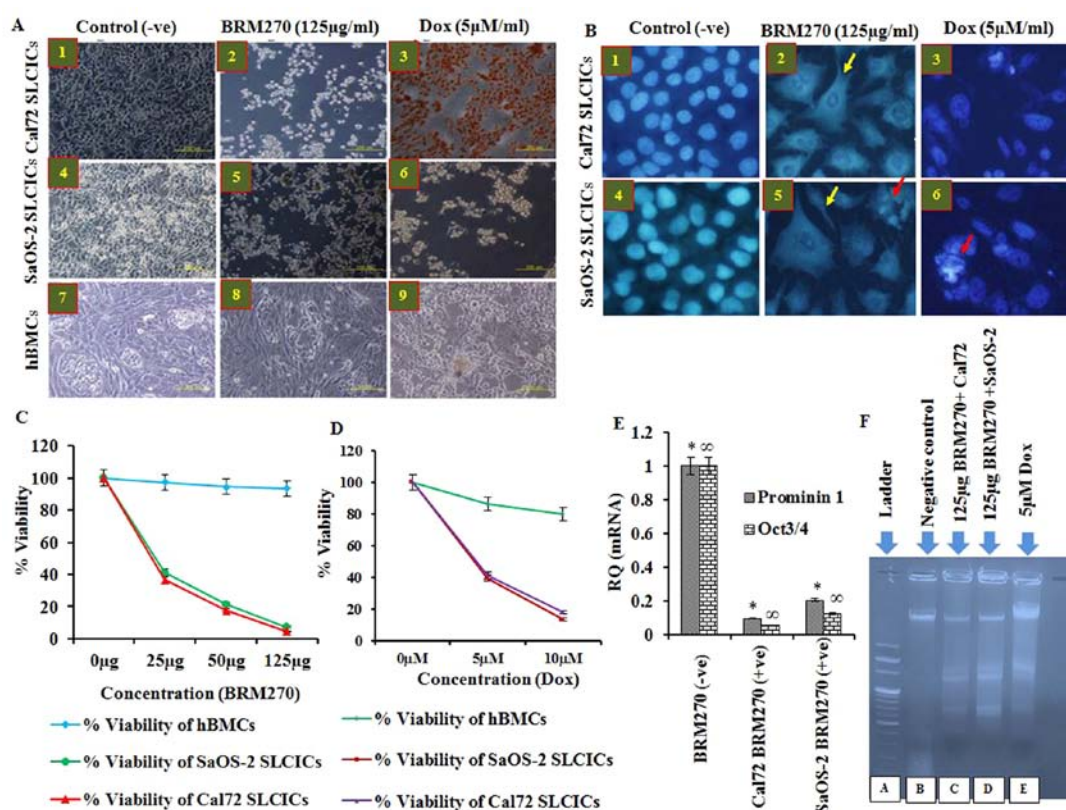 A
Control (-ve)
BRM270 (125µg/ml)
Dox (5µM/ml)
Cal72 SLCICs
1
2
3
SaOS-2 SLCICs
4
5
6
hBMCs
7
8
9
B
Control (-ve)
BRM270 (125µg/ml)
Dox (5µM/ml)
Cal72 SLCICs
1
2
3
SaOS-2 SLCICs
4
5
6
C
% Viability
120
100
80
60
40
20
0
0µg
25µg
50µg
125µg
Concentration (BRM270)
% Viability of hBMCs
% Viability of SaOS-2 SLCICs
% Viability of Cal72 SLCICs
D
% Viability
120
100
80
60
40
20
0
0µM
5µM
10µM
Concentration (Dox)
% Viability of hBMCs
% Viability of SaOS-2 SLCICs
% Viability of Cal72 SLCICs
E
RQ (mRNA)
1.2
1
0.8
0.6
0.4
0.2
0
* ∞
* ∞
* ∞
Prominin 1
Oct3/4
BRM270 (-ve)
Cal72 BRM270 (+ve)
SaOS-2 BRM270 (+ve)
F
Ladder
Negative control
125µg BRM270+ Cal72
125µg BRM270 +SaOS-2
5µM Dox
A
B
C
D
E